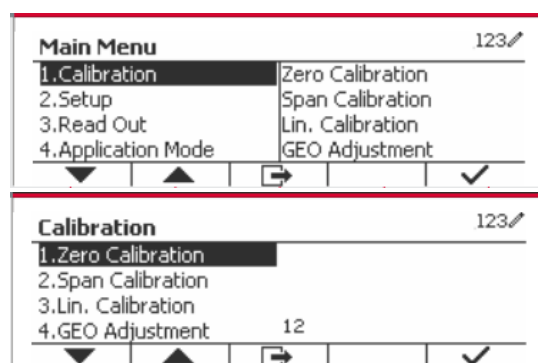 Main Menu 123
1.Calibration Zero Calibration
2.Setup Span Calibration
3.Read Out Lin. Calibration
4.Application Mode GEO Adjustment
Calibration 123
1.Zero Calibration
2.Span Calibration
3.Lin. Calibration
4.GEO Adjustment 12